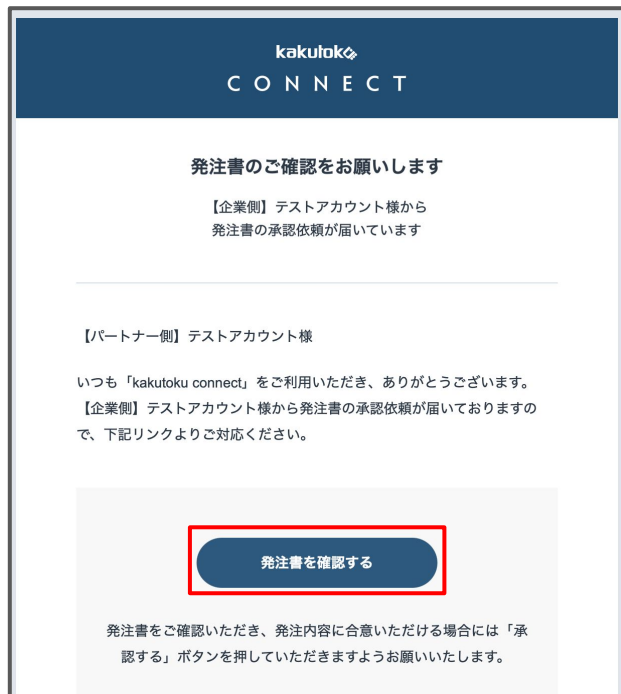 kakutoku
CONNECT
発注書のご確認をお願いします
【企業側】テストアカウント様から
発注書の承認依頼が届いています
【パートナー側】テストアカウント様
いつも「kakutoku connect」をご利用いただき、ありがとうございます。
【企業側】テストアカウント様から発注書の承認依頼が届いておりますの
で、下記リンクよりご対応ください。
発注書を確認する
発注書をご確認いただき、発注内容に合意いただける場合には「承
認する」ボタンを押していただきますようお願いいたします。